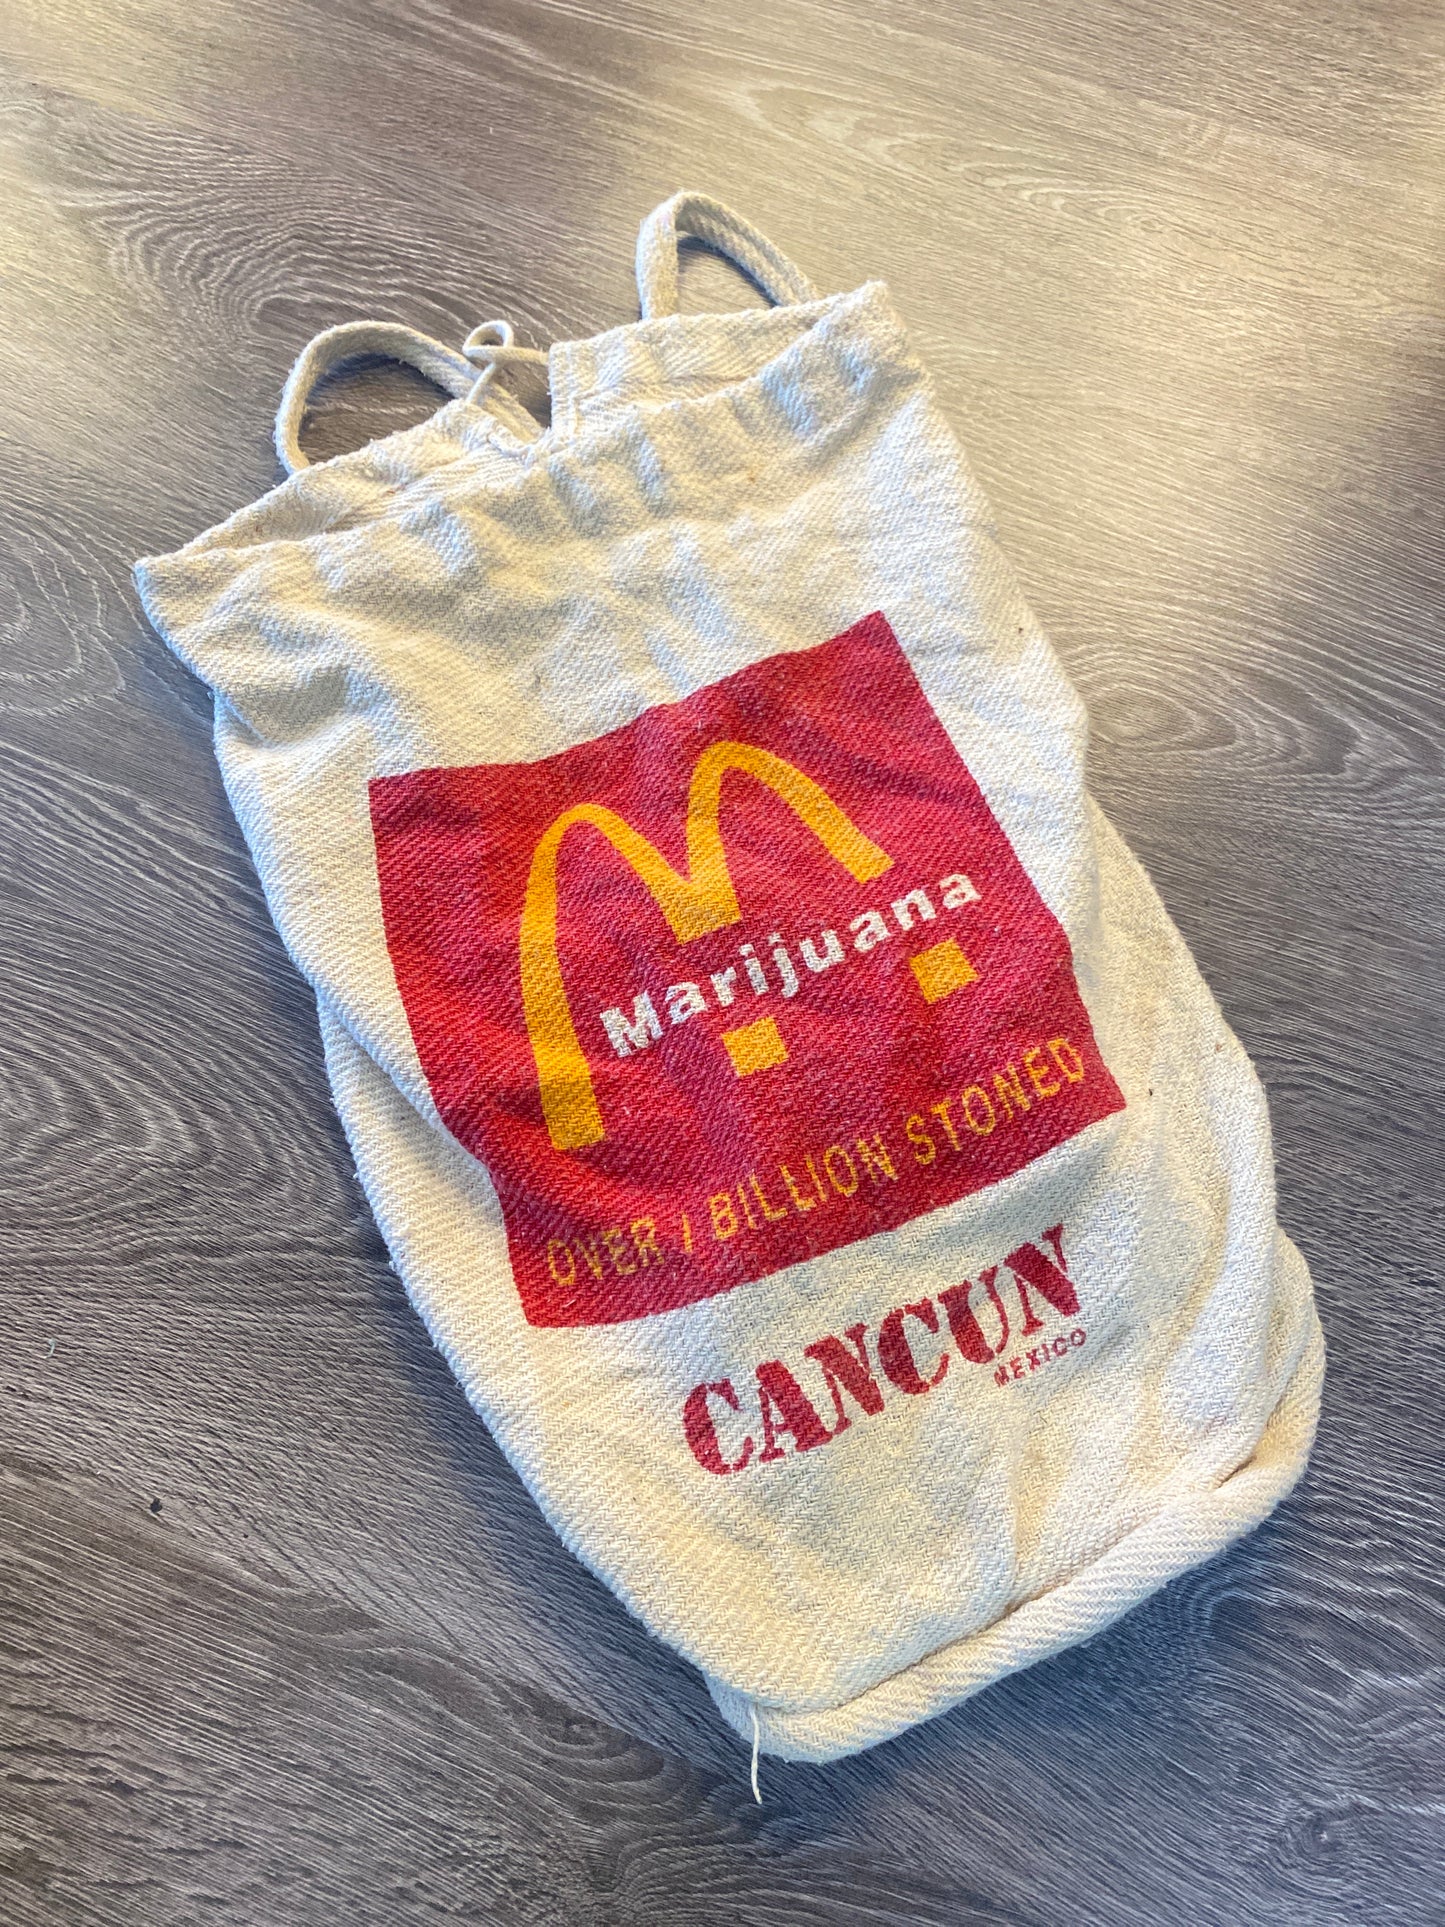 Marijuana
OVER 1 BILLION STONED
CANCUN
MEXICO